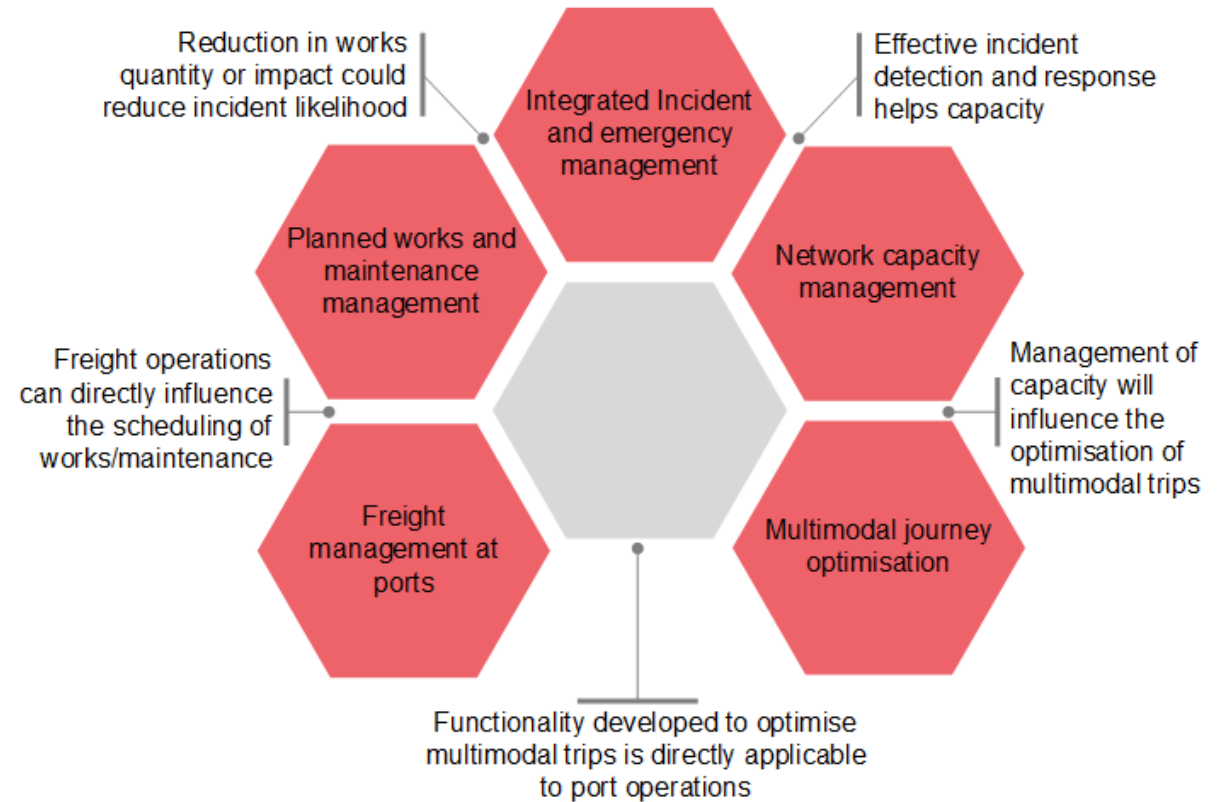 Reduction in works
quantity or impact could
reduce incident likelihood
Integrated Incident
and emergency
management
Effective incident
detection and response
helps capacity
Planned works and
maintenance
management
Network capacity
management
Freight operations
can directly influence
the scheduling of
works/maintenance
Management of
capacity will
influence the
optimisation of
multimodal trips
Freight
management at
ports
Multimodal journey
optimisation
Functionality developed to optimise
multimodal trips is directly applicable
to port operations